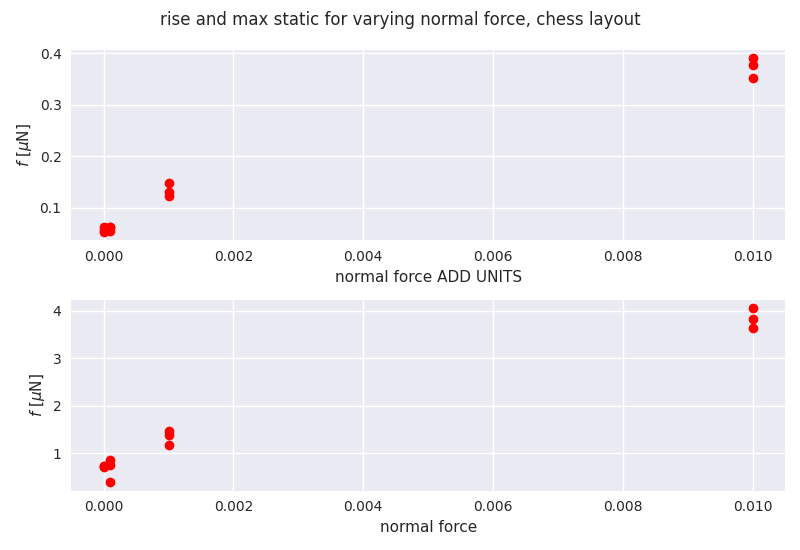 rise and max static for varying normal force, chess layout
0.4
0.3
0.2
0.1
f [μN]
0.000 0.002 0.004 0.006 0.008 0.010
normal force ADD UNITS
4
3
2
1
f [μN]
0.000 0.002 0.004 0.006 0.008 0.010
normal force